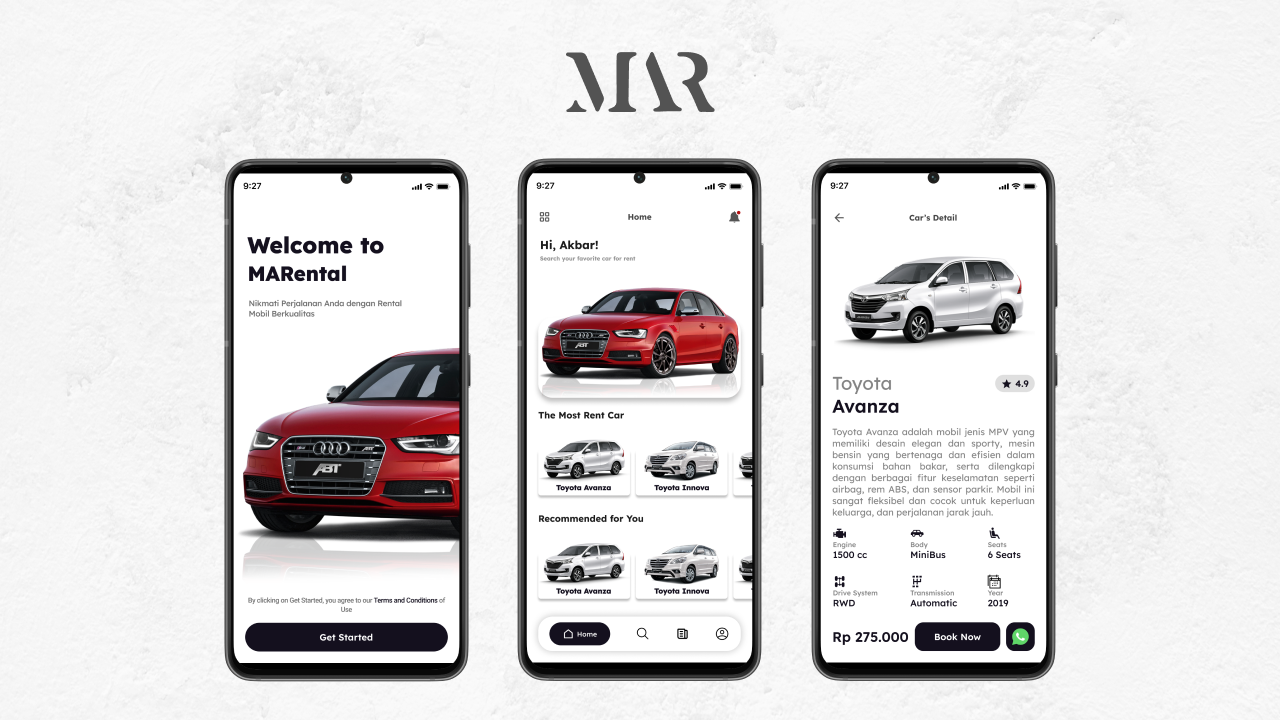 MAR
9:27
Welcome to
MARental
Nikmati Perjalanan Anda dengan Rental
Mobil Berkualitas
ABT
By clicking on Get Started, you agree to our Terms and Conditions of
Use
Get Started
9:27
Home
Hi, Akbar!
Search your favorite car for rent
ABT
The Most Rent Car
Toyota Avanza
Toyota Innova
Recommended for You
Toyota Avanza
Toyota Innova
Home
9:27
Car's Detail
Toyota
4.9
Avanza
Toyota Avanza adalah mobil jenis MPV yang
memiliki desain elegan dan sporty, mesin
bensin yang bertenaga dan efisien dalam
konsumsi bahan bakar, serta dilengkapi
dengan berbagai fitur keselamatan seperti
airbag, rem ABS, dan sensor parkir. Mobil ini
sangat fleksibel dan cocok untuk keperluan
keluarga, dan perjalanan jarak jauh.
Engine
1500 cc
Body
MiniBus
Seats
6 Seats
Drive System
RWD
Transmission
Automatic
Year
2019
Rp 275.000
Book Now